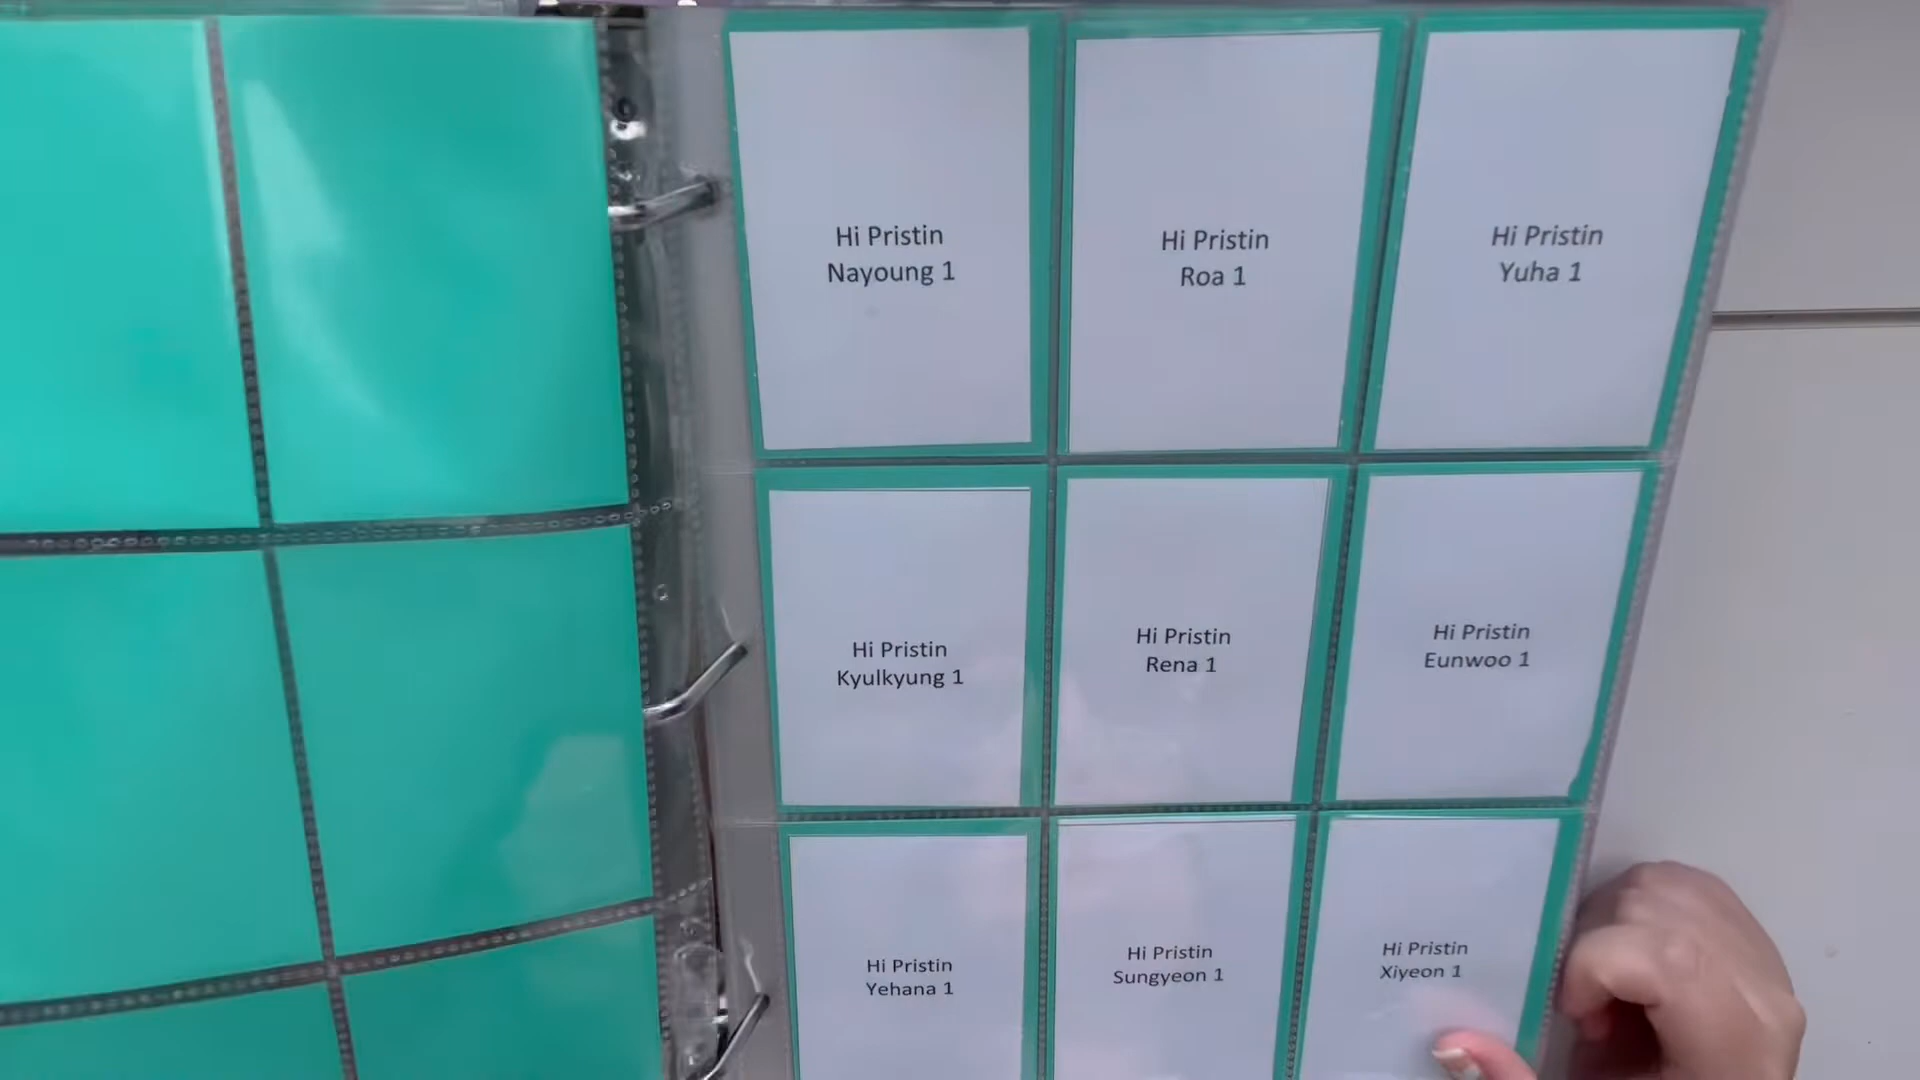 Hi Pristin
Nayoung 1
Hi Pristin
Roa 1
Hi Pristin
Yuha 1
Hi Pristin
Kyulkyung 1
Hi Pristin
Rena 1
Hi Pristin
Eunwoo 1
Hi Pristin
Yehana 1
Hi Pristin
Sungyeon 1
Hi Pristin
Xiyeon 1